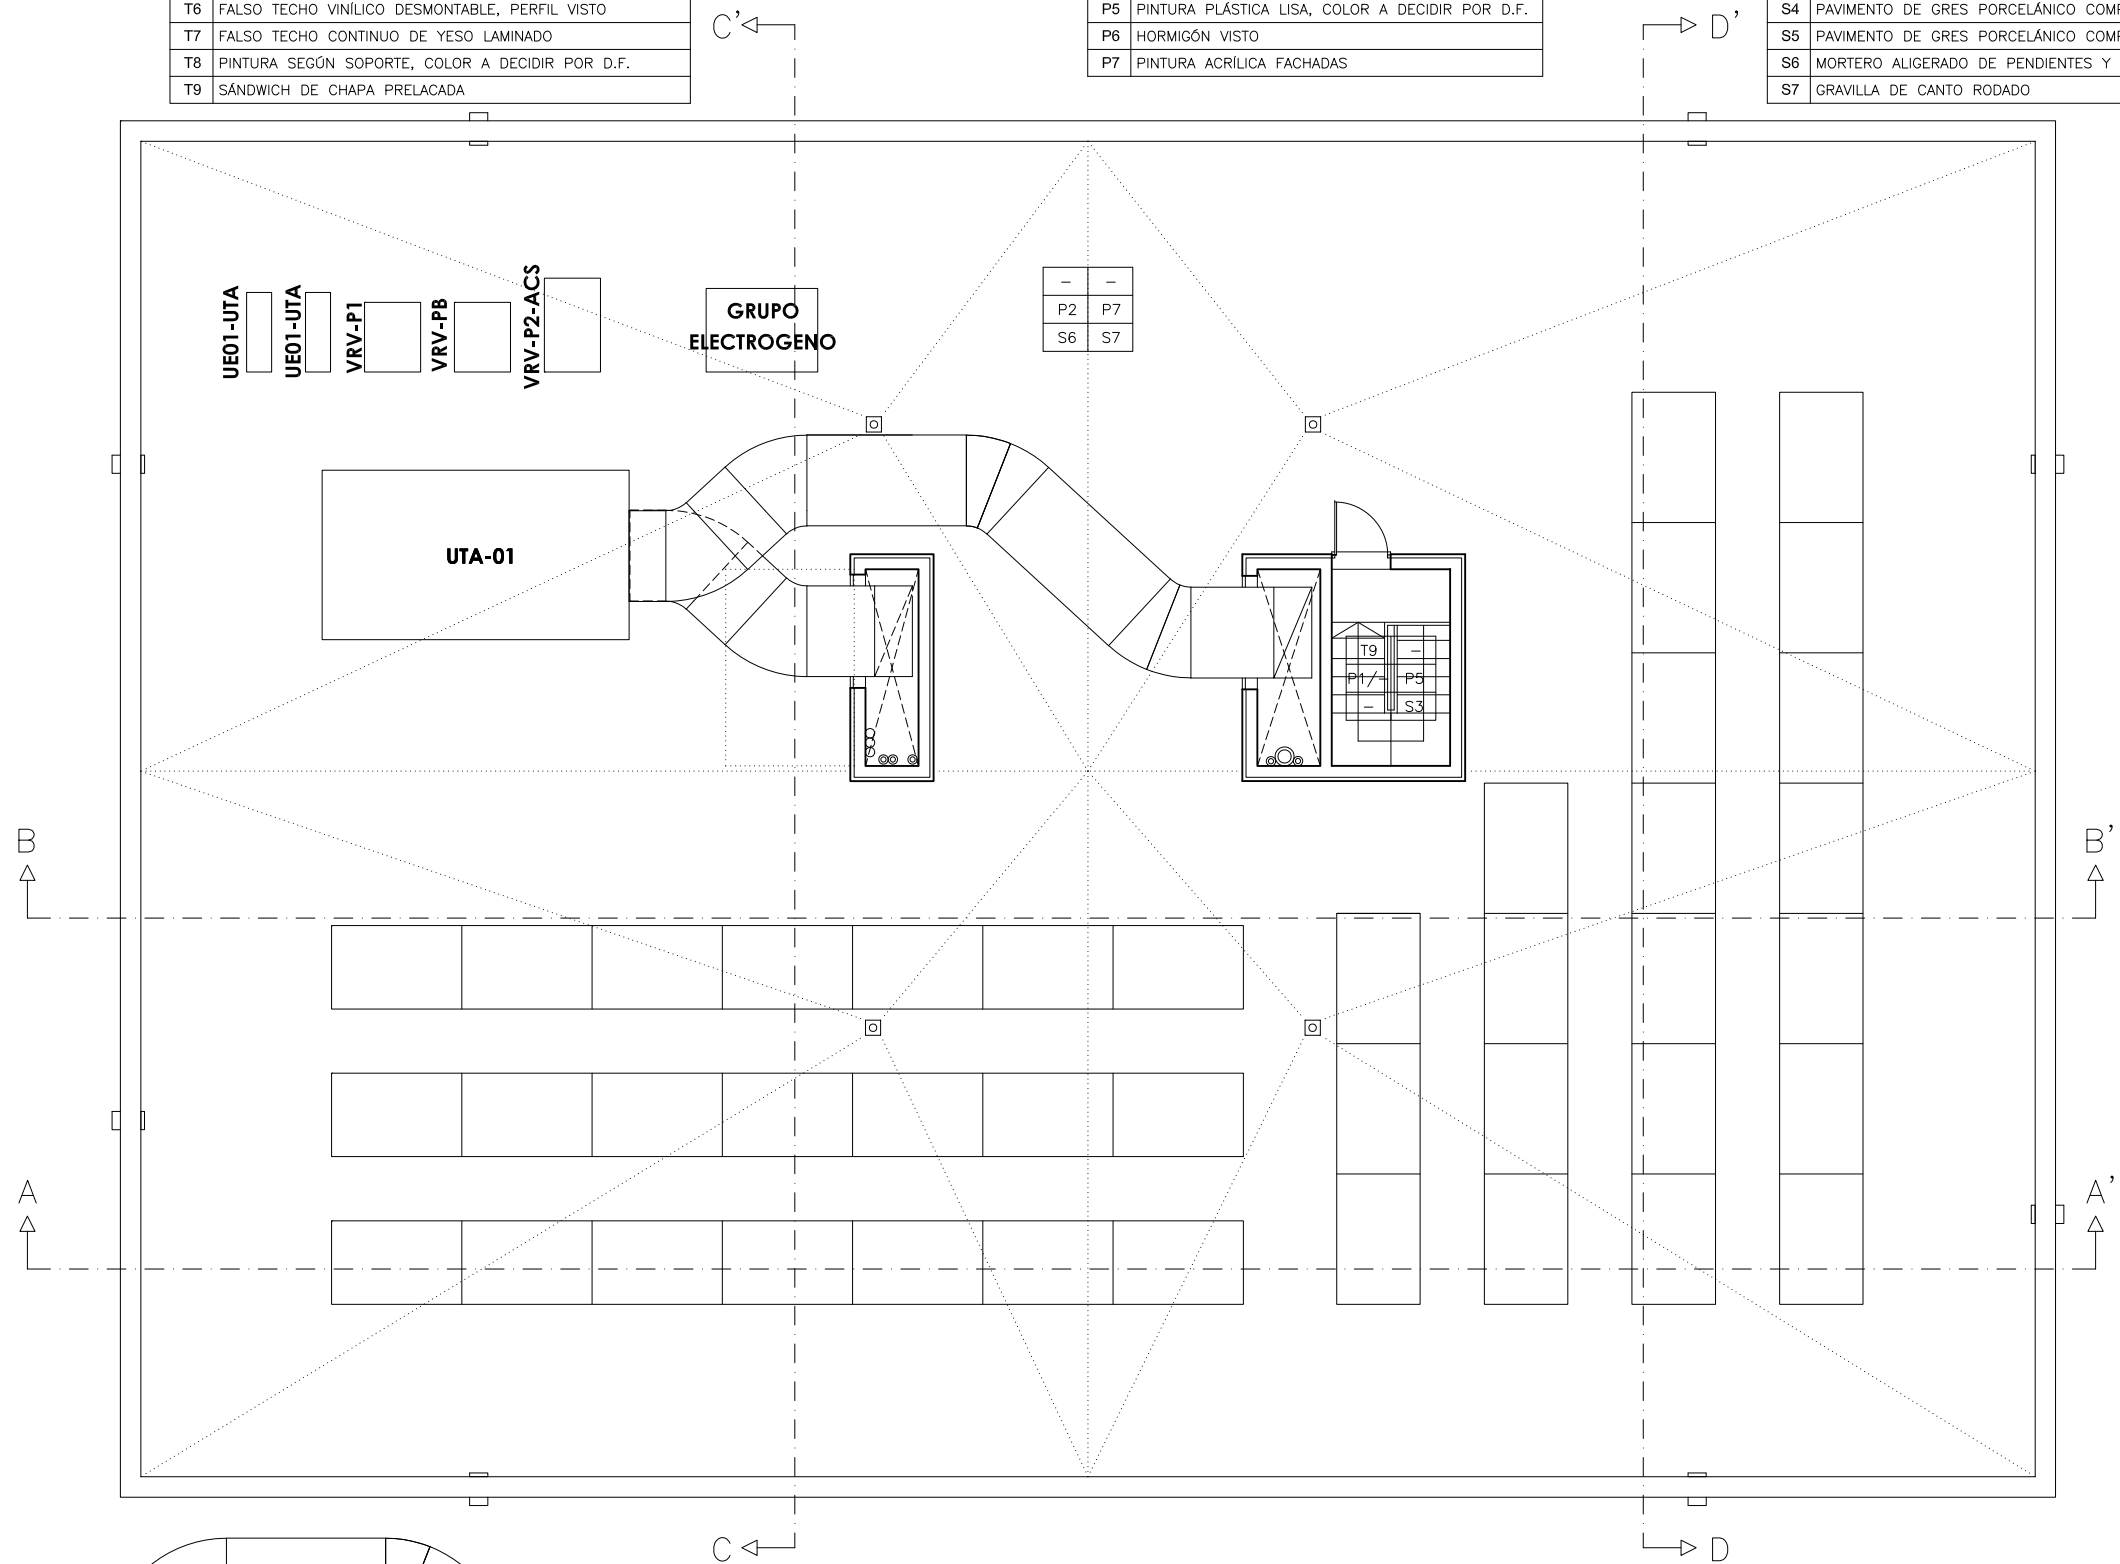 T6 FALSO TECHO VINÍLICO DESMONTABLE, PERFIL VISTO
T7 FALSO TECHO CONTINUO DE YESO LAMINADO
T8 PINTURA SEGÚN SOPORTE, COLOR A DECIDIR POR D.F.
T9 SÁNDWICH DE CHAPA PRELACADA
P5 PINTURA PLÁSTICA LISA, COLOR A DECIDIR POR D.F.
P6 HORMIGÓN VISTO
P7 PINTURA ACRÍLICA FACHADAS
S4 PAVIMENTO DE GRES PORCELÁNICO
S5 PAVIMENTO DE GRES PORCELÁNICO
S6 MORTERO ALIGERADO DE PENDIENTES Y
S7 GRAVILLA DE CANTO RODADO
C'
D'
UE01-UTA
UE01-UTA
VRV-P1
VRV-PB
VRV-P2-ACS
GRUPO
ELECTROGENO
- -
P2 P7
S6 S7
UTA-01
T9 -
P1/- P5
- S3
B
B'
A
A'
C
D